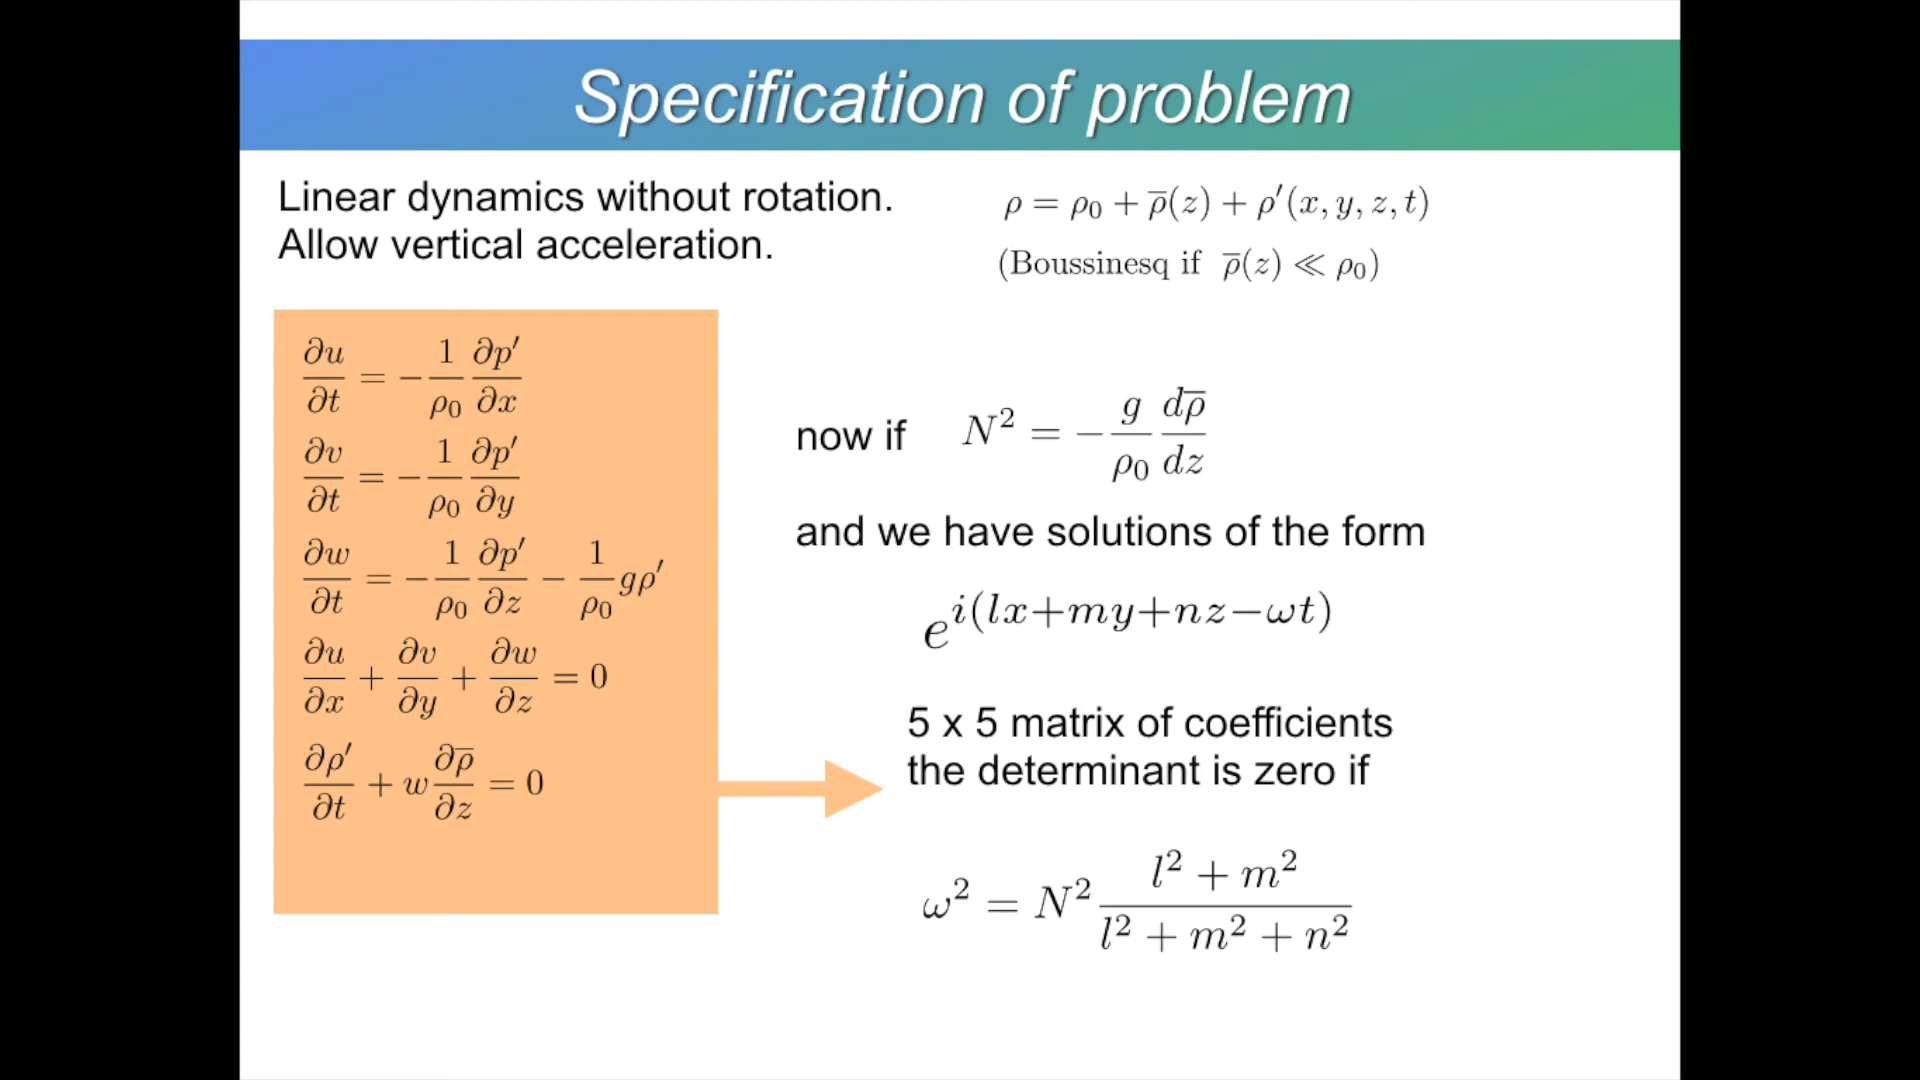 Specification of problem
Linear dynamics without rotation.
Allow vertical acceleration.
ρ = ρ₀ + ρ̅(z) + ρ′(x, y, z, t)
(Boussinesq if ρ̅(z) ≪ ρ₀)
∂u/∂t = −1/ρ₀ ∂p′/∂x
∂v/∂t = −1/ρ₀ ∂p′/∂y
∂w/∂t = −1/ρ₀ ∂p′/∂z − 1/ρ₀ gρ′
∂u/∂x + ∂v/∂y + ∂w/∂z = 0
∂ρ′/∂t + w ∂ρ̅/∂z = 0
now if N² = −g/ρ₀ dρ̅/dz
and we have solutions of the form
e^{i(lx+my+nz−ωt)}
5 x 5 matrix of coefficients
the determinant is zero if
ω² = N² (l² + m²)/(l² + m² + n²)